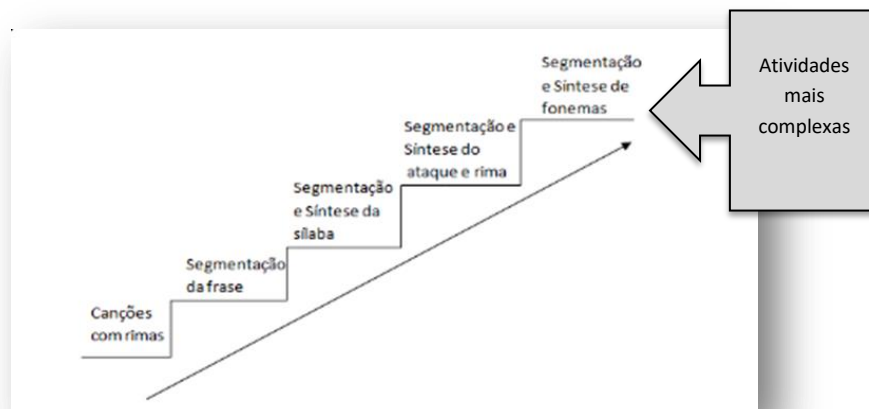 Atividades
mais
complexas
Segmentação
e Síntese de
fonemas
Segmentação e
Síntese do
ataque e rima
Segmentação
e Síntese da
sílaba
Segmentação
da frase
Canções
com rimas